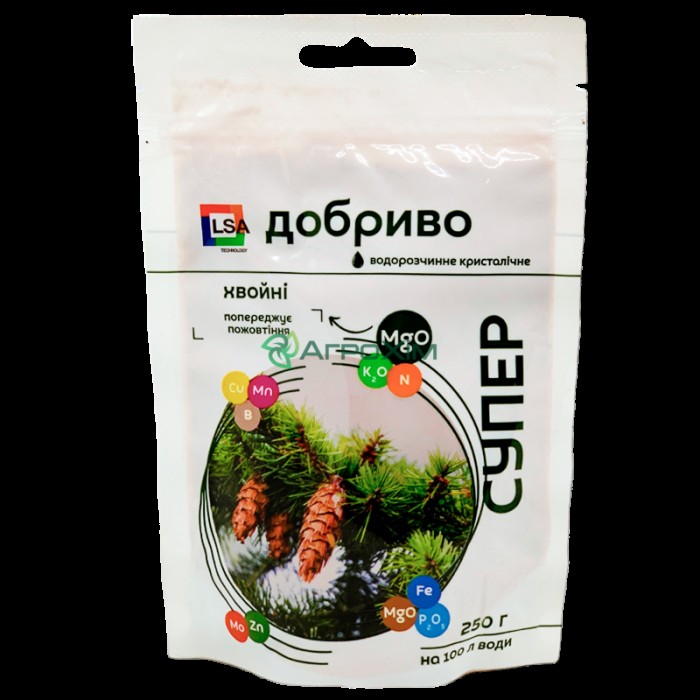 LSA
TECHNOLOGY
добриво
водорозчинне кристалічне
хвойні
попереджує
пожовтіння
MgO
АГРОХІМ
K₂O
N
Cu
Mn
B
СУПЕР
Fe
MgO
P₂O₅
Mo
Zn
250 г
на 100 л води